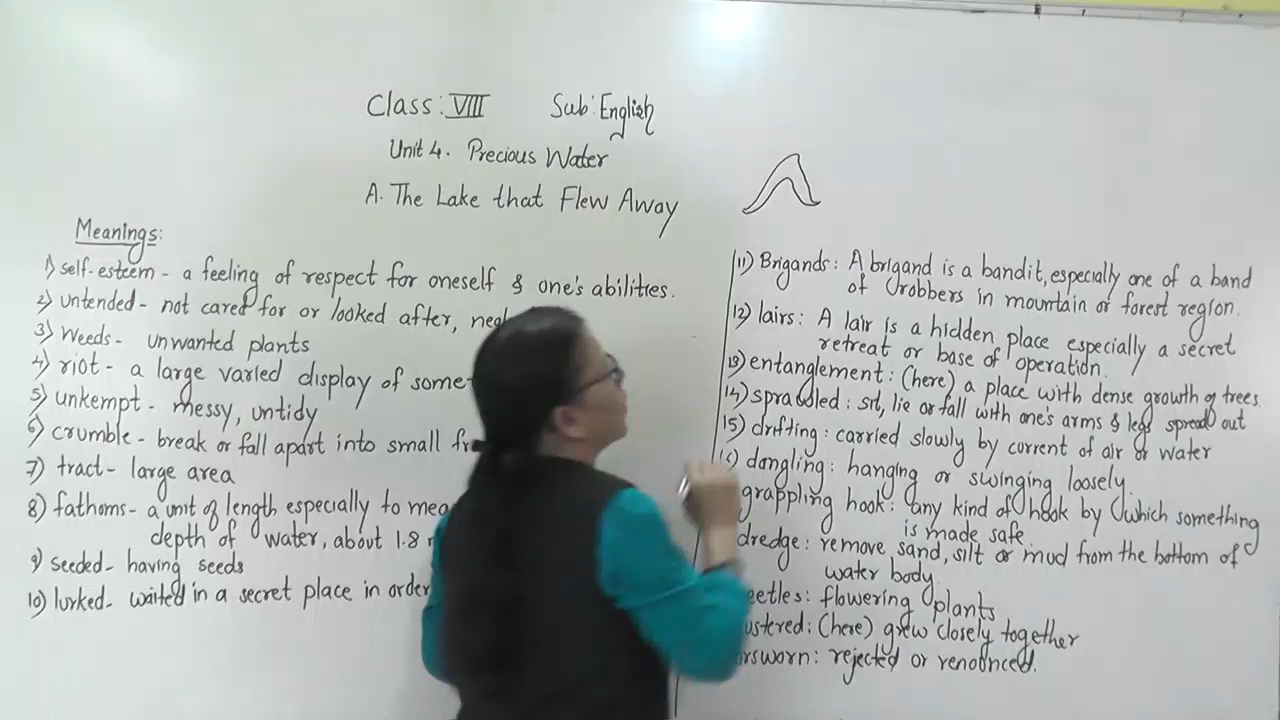 Class: VIII Sub: English
Unit 4. Precious Water
A. The Lake that Flew Away
Meanings:
1) self-esteem - a feeling of respect for oneself & one's abilities.
2) untended - not cared for or looked after,
3) Weeds - unwanted plants
4) riot - a large varied display of
5) unkempt - messy, untidy
6) crumble - break or fall apart into small
7) tract - large area
8) fathoms - a unit of length especially to
depth of water, about 1.8
9) seeded - having seeds
10) lurked - waited in a secret place in order
11) Brigands: A brigand is a bandit, especially one of a band
of robbers in mountain or forest region.
12) lairs: A lair is a hidden place especially a secret
retreat or base of operation.
13) entanglement: (here) a place with dense growth of trees
14) sprawled: sit, lie or fall with one's arms & legs spread out
15) drifting: carried slowly by current of air or water
16) dangling: hanging or swinging loosely.
grappling hook: any kind of hook by which something
is made safe.
dredge: remove sand, silt or mud from the bottom of
water body.
flowering plants
(here) grew closely together
rejected or renounced.